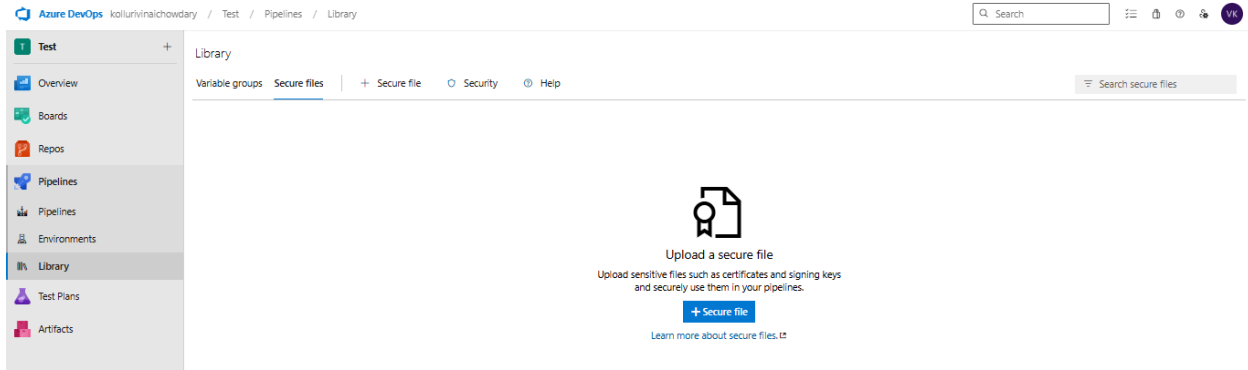 Azure DevOps kollurivinaichowdary / Test / Pipelines / Library
Search
VK
T Test +
Library
Overview
Variable groups Secure files + Secure file Security Help
Search secure files
Boards
Repos
Pipelines
Pipelines
Environments
Library
Test Plans
Artifacts
Upload a secure file
Upload sensitive files such as certificates and signing keys
and securely use them in your pipelines.
+ Secure file
Learn more about secure files.